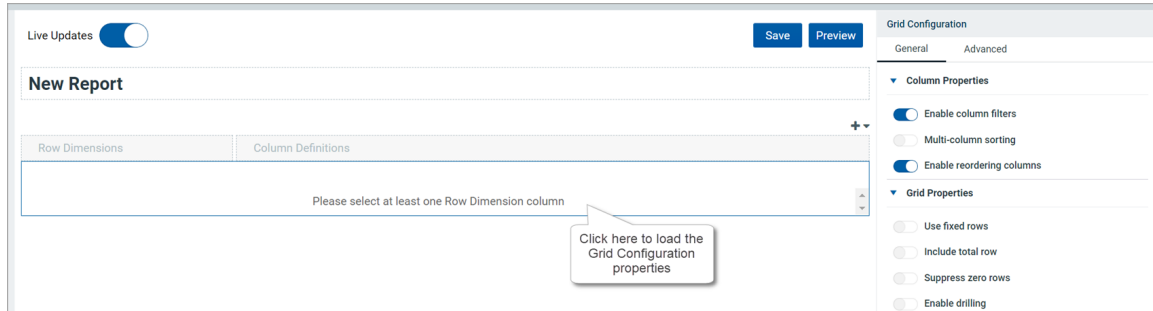 Live Updates
Save
Preview
New Report
Row Dimensions
Column Definitions
Please select at least one Row Dimension column
Click here to load the
Grid Configuration
properties
Grid Configuration
General
Advanced
Column Properties
Enable column filters
Multi-column sorting
Enable reordering columns
Grid Properties
Use fixed rows
Include total row
Suppress zero rows
Enable drilling